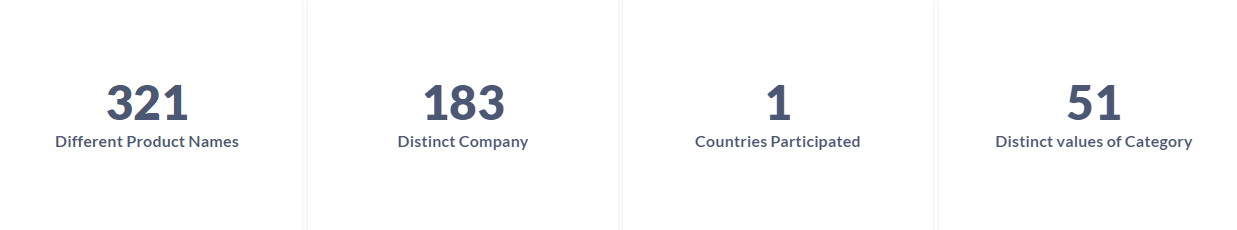 321
Different Product Names
183
Distinct Company
1
Countries Participated
51
Distinct values of Category